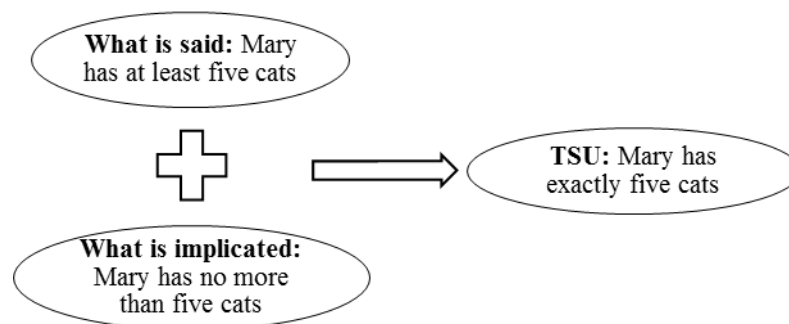 What is said: Mary
has at least five cats
TSU: Mary has
exactly five cats
What is implicated:
Mary has no more
than five cats